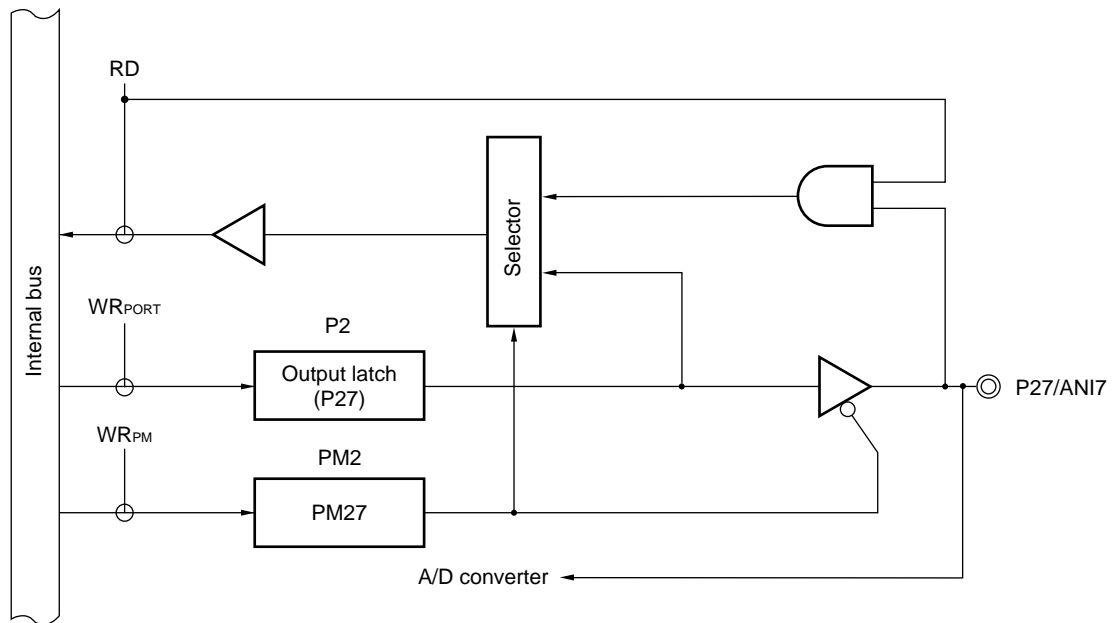 RD
Internal bus
Selector
WRPORT
P2
Output latch
(P27)
P27/ANI7
WRPM
PM2
PM27
A/D converter